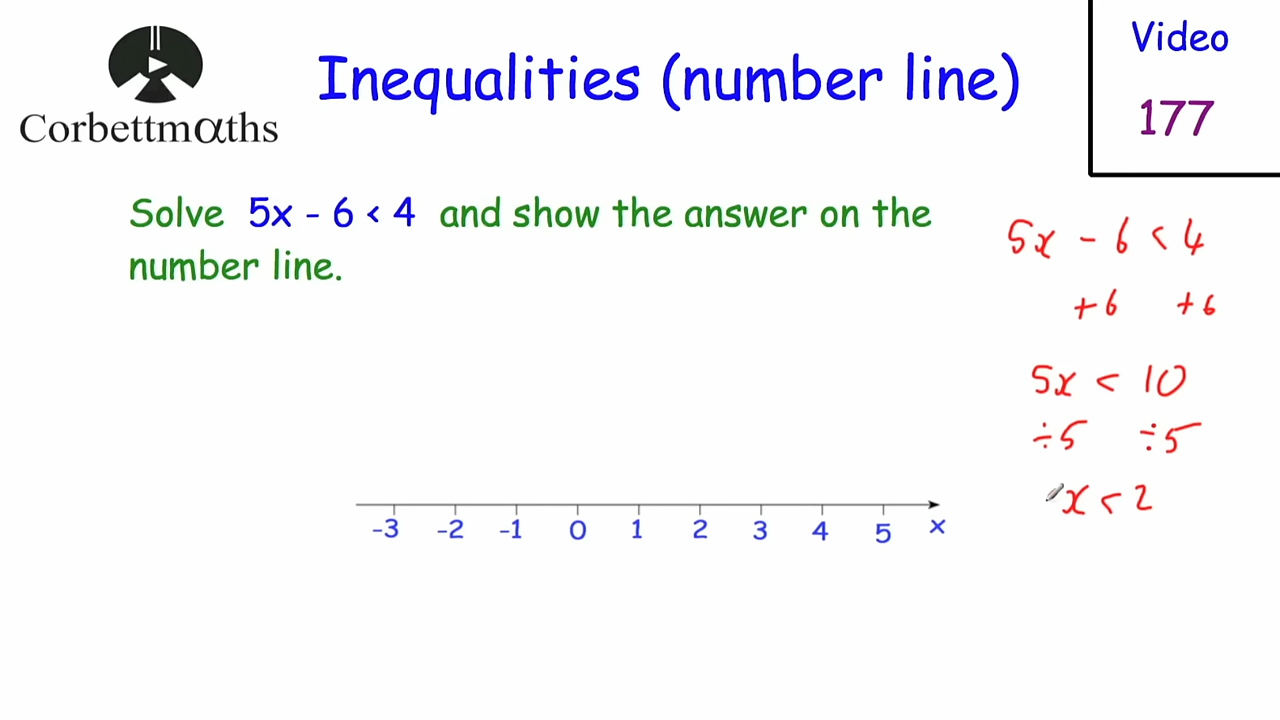 Corbettmαths
Inequalities (number line)
Video
177
Solve 5x - 6 < 4 and show the answer on the
number line.
5x - 6 < 4
+6 +6
5x < 10
÷5 ÷5
x < 2
-3 -2 -1 0 1 2 3 4 5 x